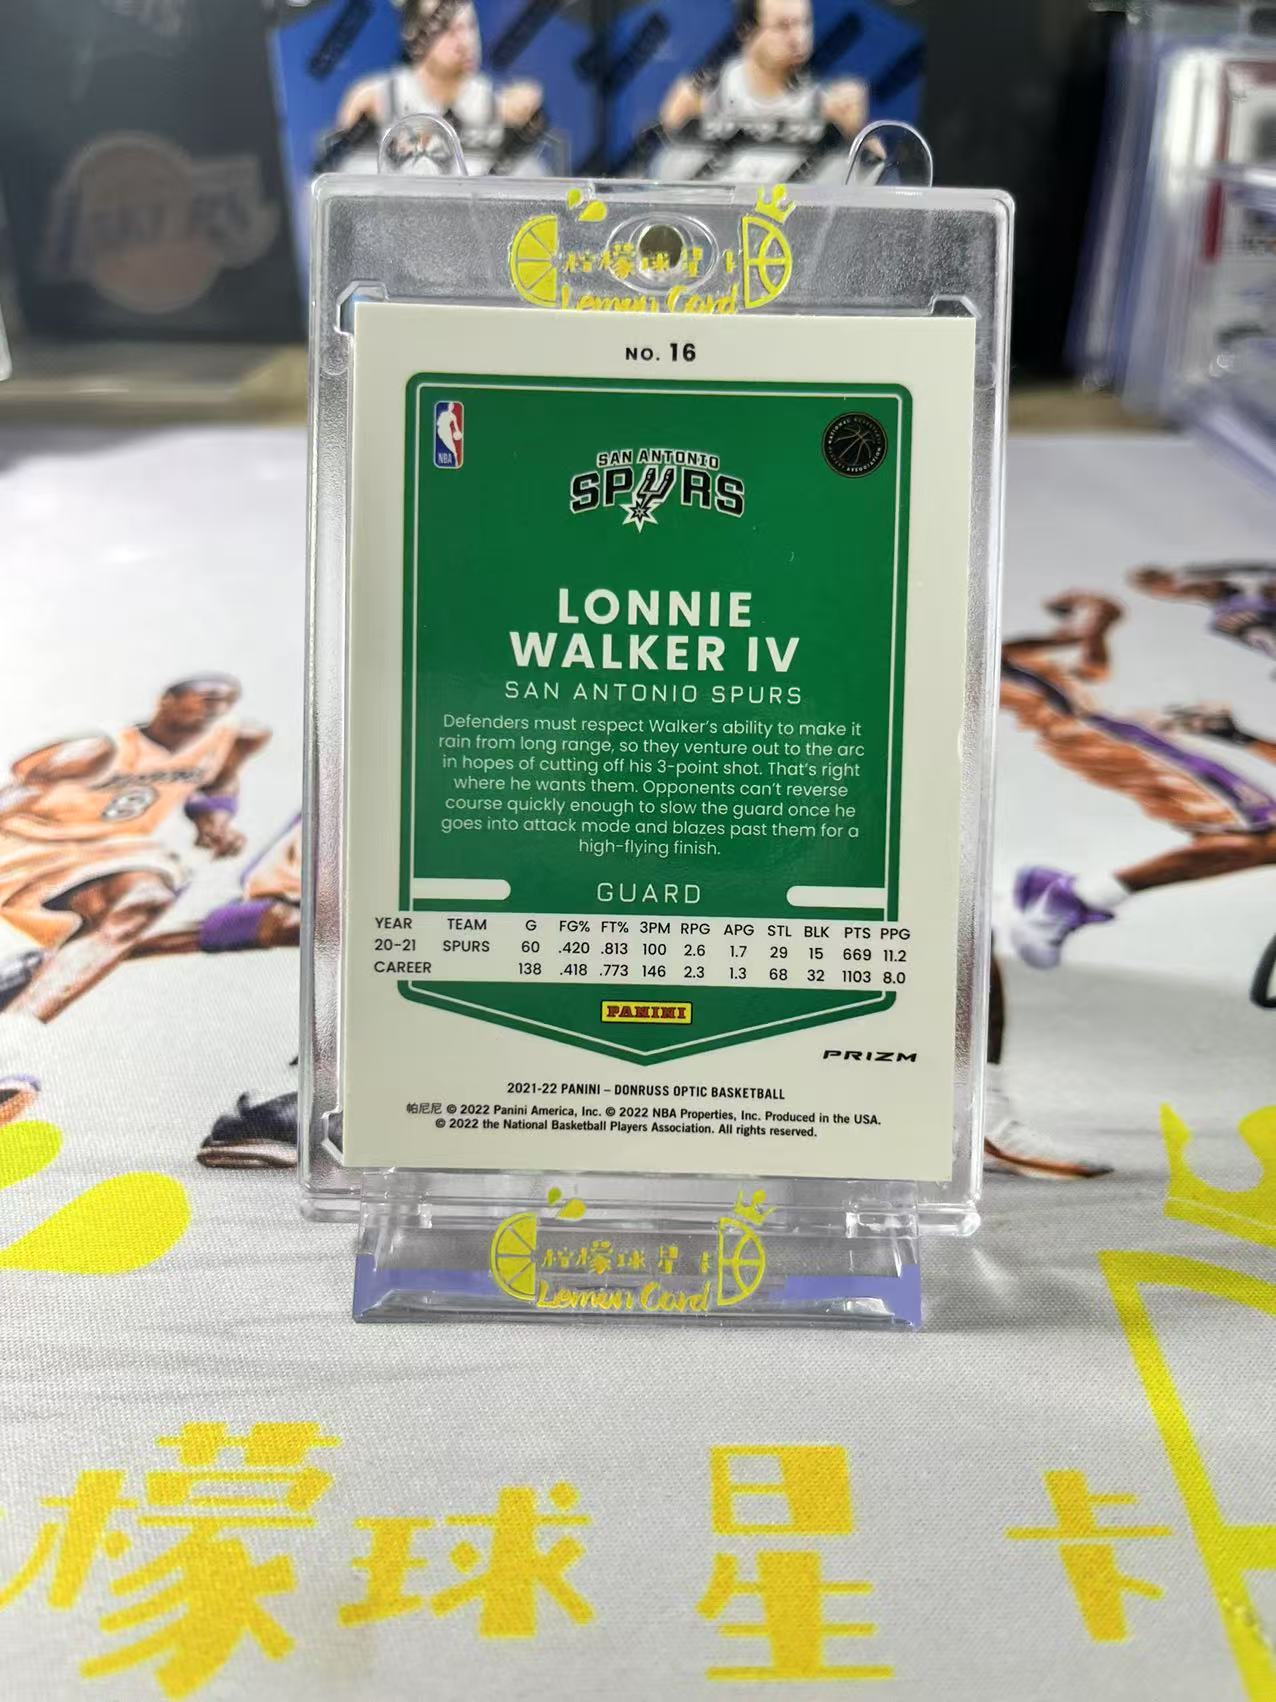 柠檬球星卡
Lemon Card
NO. 16
NBA
SAN ANTONIO
SPURS
LONNIE
WALKER IV
SAN ANTONIO SPURS
Defenders must respect Walker's ability to make it
rain from long range, so they venture out to the arc
in hopes of cutting off his 3-point shot. That's right
where he wants them. Opponents can't reverse
course quickly enough to slow the guard once he
goes into attack mode and blazes past them for a
high-flying finish.
GUARD
YEAR TEAM G FG% FT% 3PM RPG APG STL BLK PTS PPG
20-21 SPURS 60 .420 .813 100 2.6 1.7 29 15 669 11.2
CAREER 138 .418 .773 146 2.3 1.3 68 32 1103 8.0
PANINI
PRIZM
2021-22 PANINI – DONRUSS OPTIC BASKETBALL
帕尼尼 © 2022 Panini America, Inc. © 2022 NBA Properties, Inc. Produced in the USA.
© 2022 the National Basketball Players Association. All rights reserved.
柠檬球星卡
Lemon Card
檬球星卡